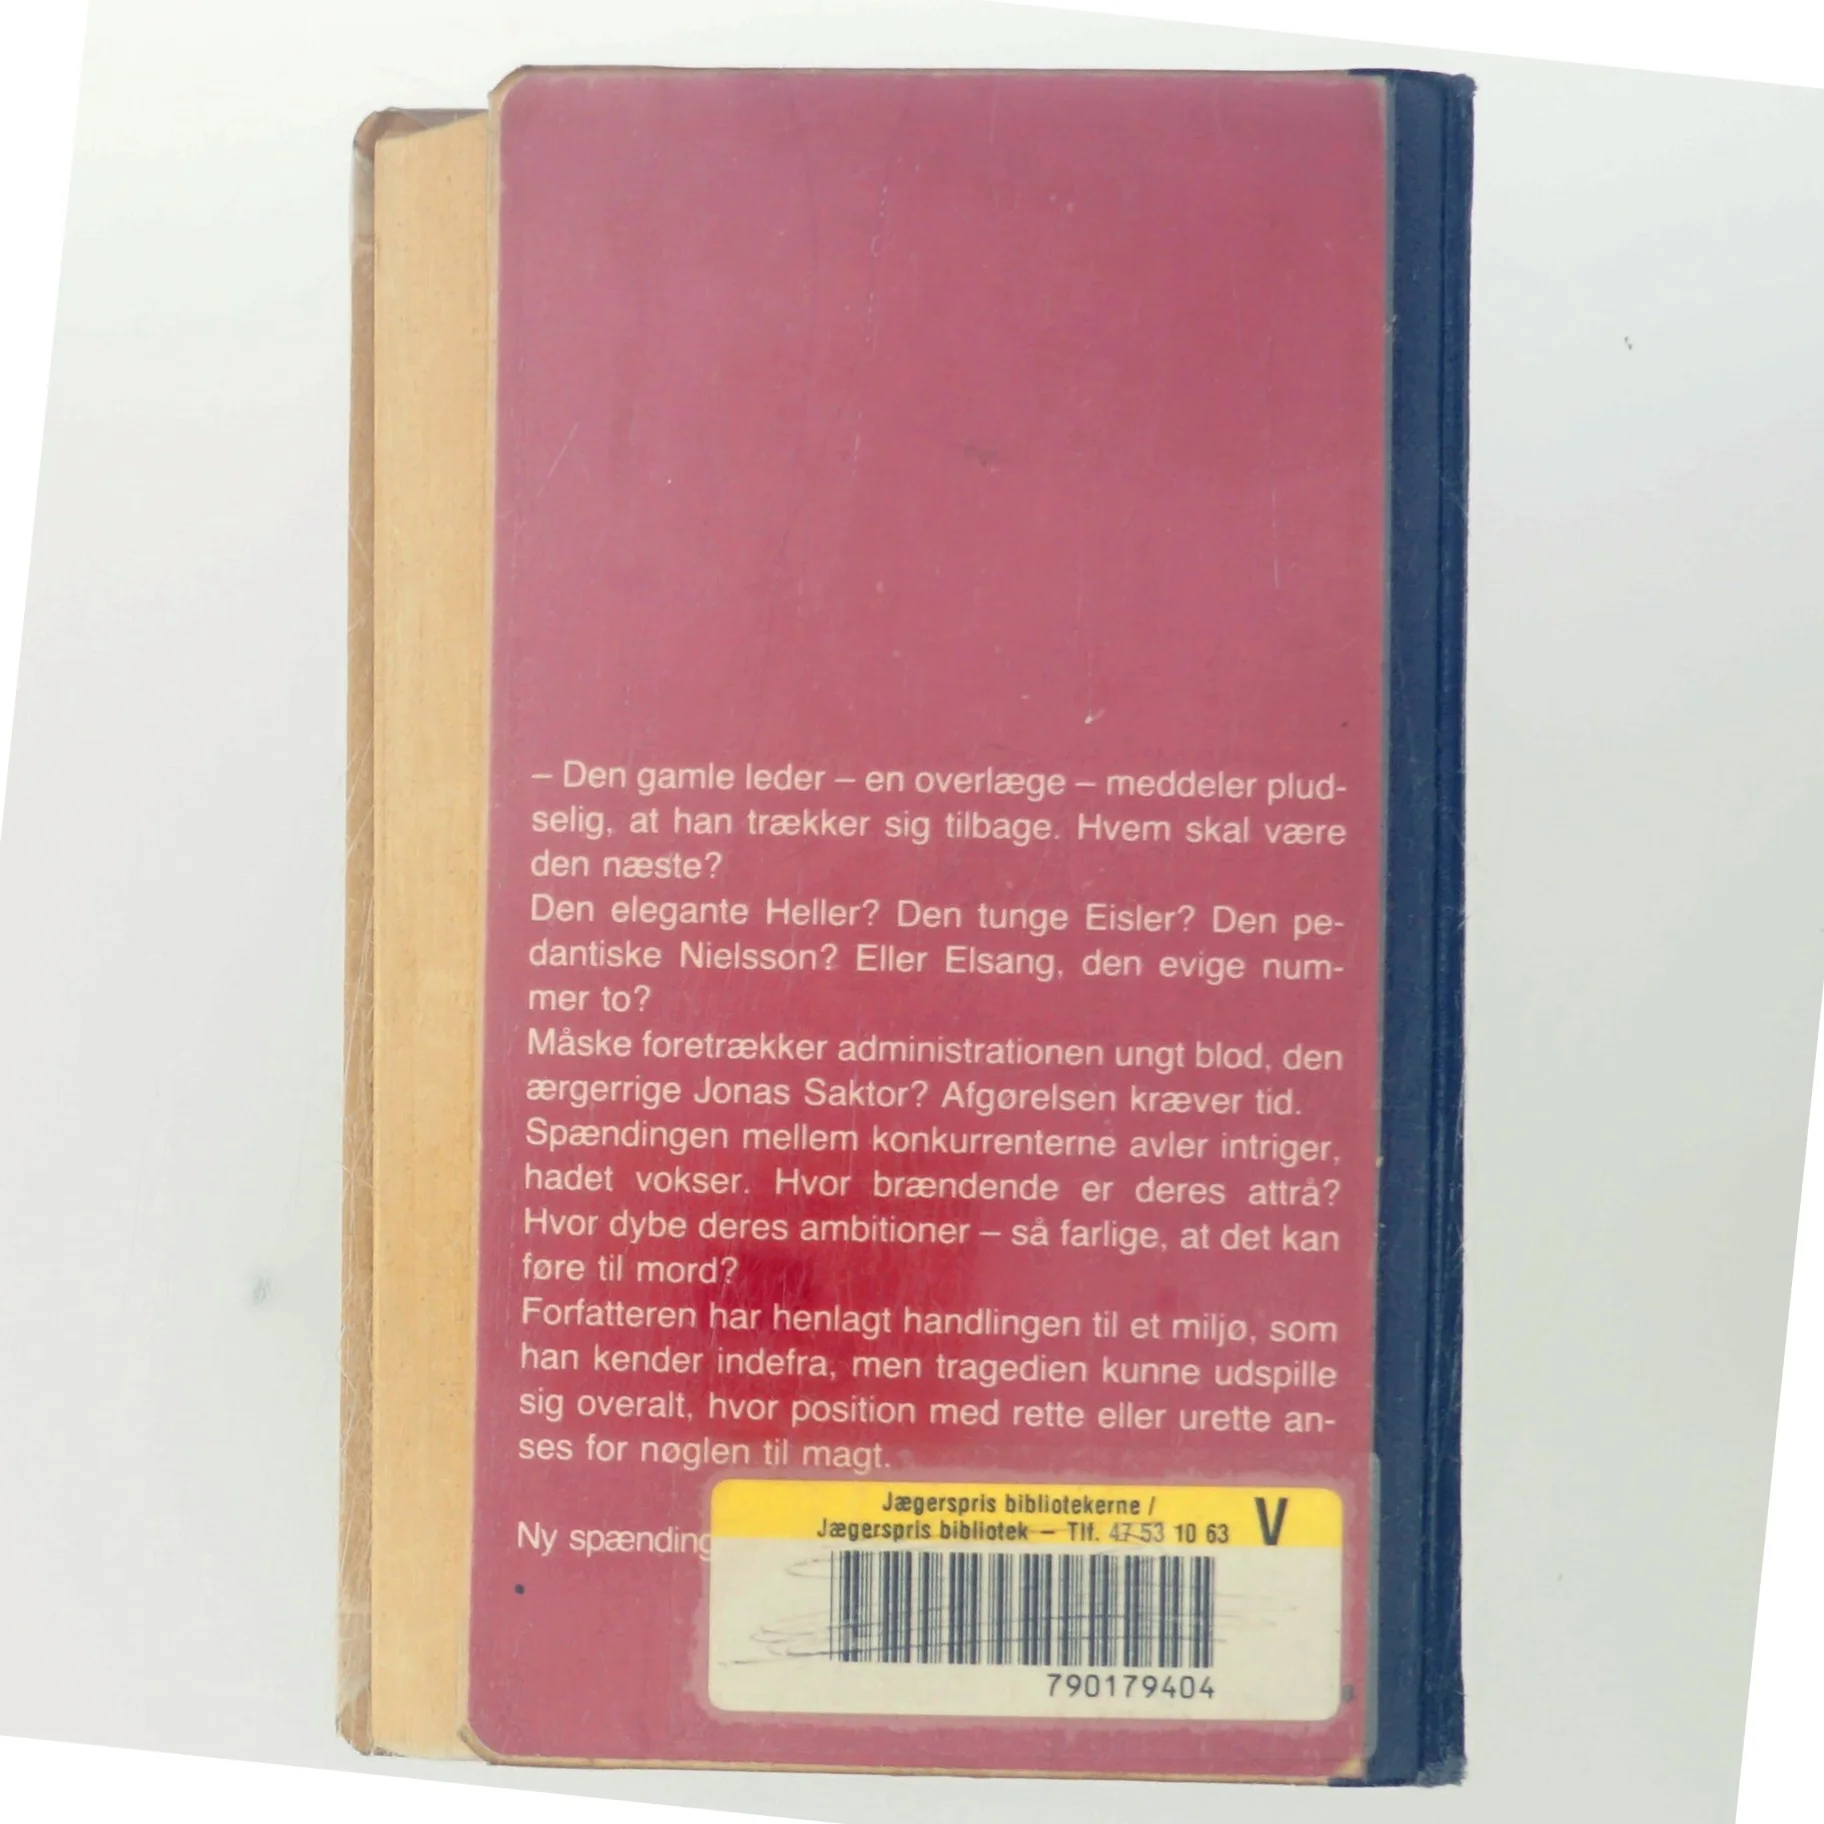 – Den gamle leder – en overlæge – meddeler plud-
selig, at han trækker sig tilbage. Hvem skal være
den næste?
Den elegante Heller? Den tunge Eisler? Den pe-
dantiske Nielsson? Eller Elsang, den evige num-
mer to?
Måske foretrækker administrationen ungt blod, den
ærgerrige Jonas Saktor? Afgørelsen kræver tid.
Spændingen mellem konkurrenterne avler intriger,
hadet vokser. Hvor brændende er deres attrå?
Hvor dybe deres ambitioner – så farlige, at det kan
føre til mord?
Forfatteren har henlagt handlingen til et miljø, som
han kender indefra, men tragedien kunne udspille
sig overalt, hvor position med rette eller urette an-
ses for nøglen til magt.
Ny spænding
Jægerspris bibliotekerne /
Jægerspris bibliotek – Tlf. 47 53 10 63
V
790179404